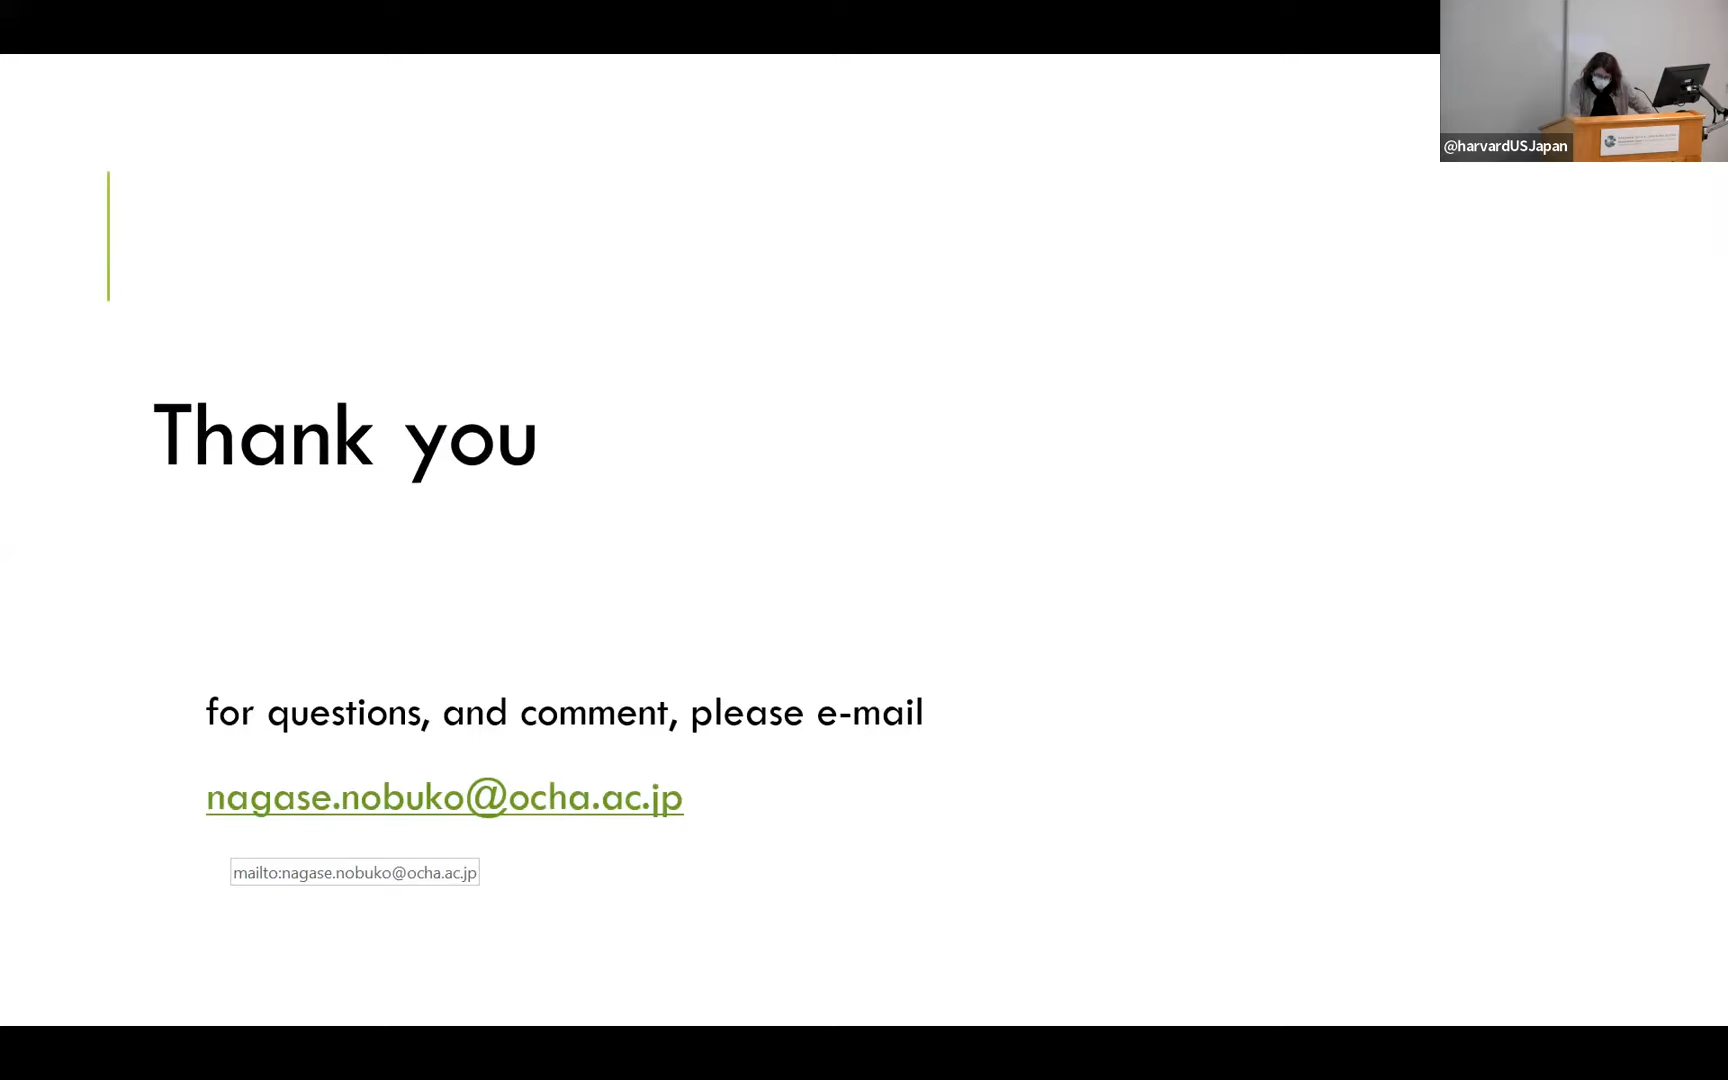 @harvardUSJapan
Thank you
for questions, and comment, please e-mail
nagase.nobuko@ocha.ac.jp
mailto:nagase.nobuko@ocha.ac.jp